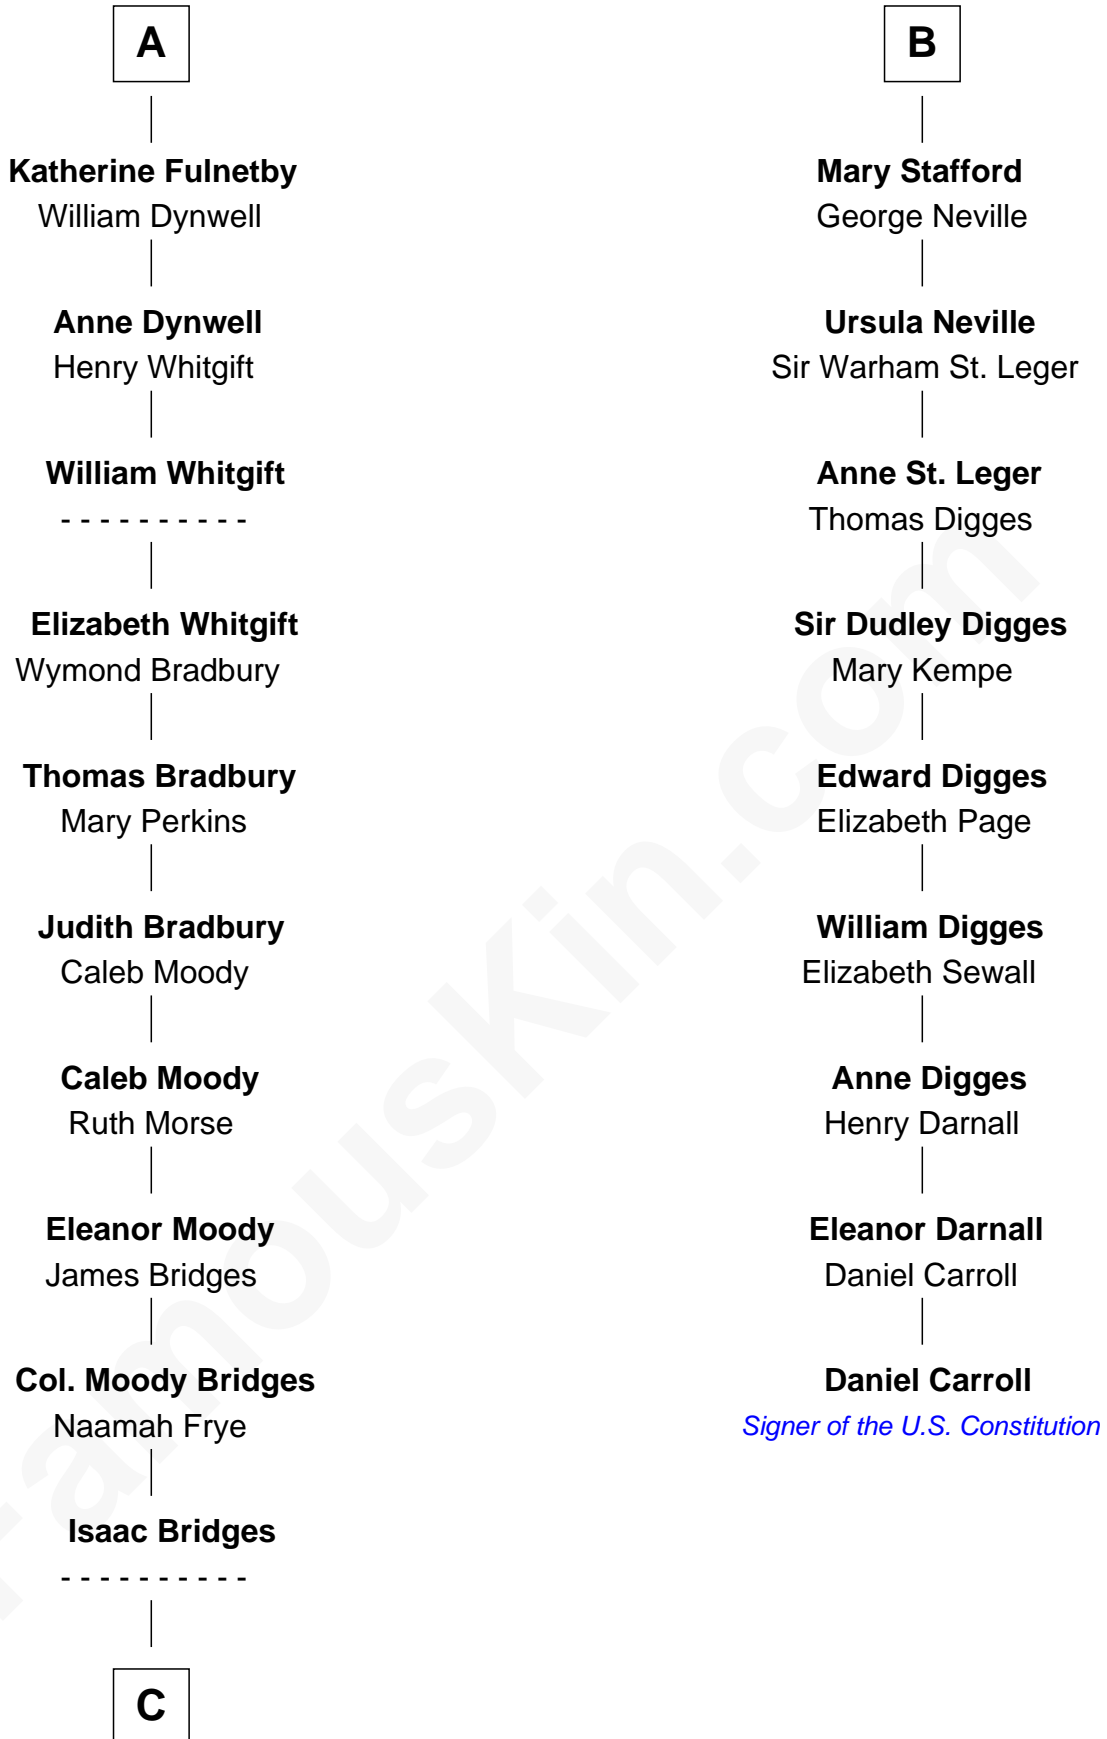 A
Katherine Fulnetby
William Dynwell
Anne Dynwell
Henry Whitgift
William Whitgift
- - - - - - - - - -
Elizabeth Whitgift
Wymond Bradbury
Thomas Bradbury
Mary Perkins
Judith Bradbury
Caleb Moody
Caleb Moody
Ruth Morse
Eleanor Moody
James Bridges
Col. Moody Bridges
Naamah Frye
Isaac Bridges
- - - - - - - - - -
C
B
Mary Stafford
George Neville
Ursula Neville
Sir Warham St. Leger
Anne St. Leger
Thomas Digges
Sir Dudley Digges
Mary Kempe
Edward Digges
Elizabeth Page
William Digges
Elizabeth Sewall
Anne Digges
Henry Darnall
Eleanor Darnall
Daniel Carroll
Daniel Carroll
Signer of the U.S. Constitution
FamousKin.com